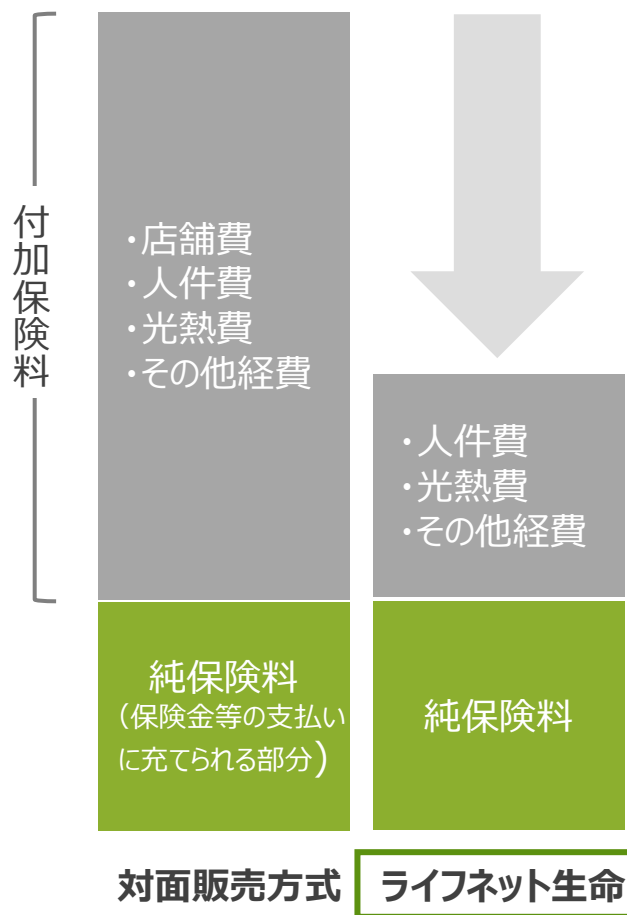 付加保険料
・店舗費
・人件費
・光熱費
・その他経費
・人件費
・光熱費
・その他経費
純保険料
（保険金等の支払い
に充てられる部分）
純保険料
対面販売方式
ライフネット生命